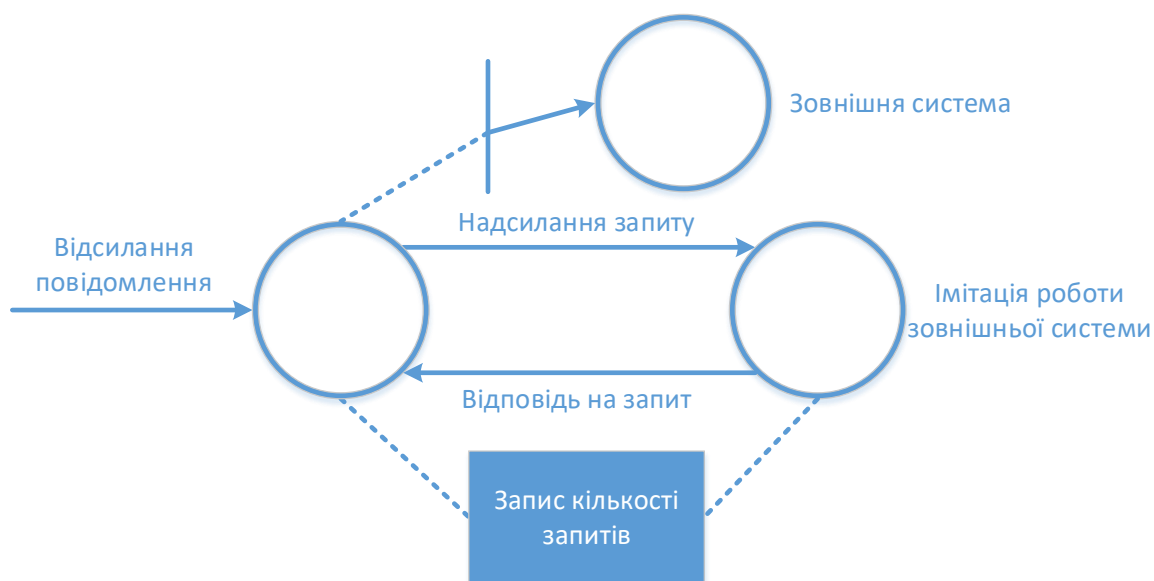 Зовнішня система
Надсилання запиту
Відсилання
повідомлення
Імітація роботи
зовнішньої системи
Відповідь на запит
Запис кількості
запитів